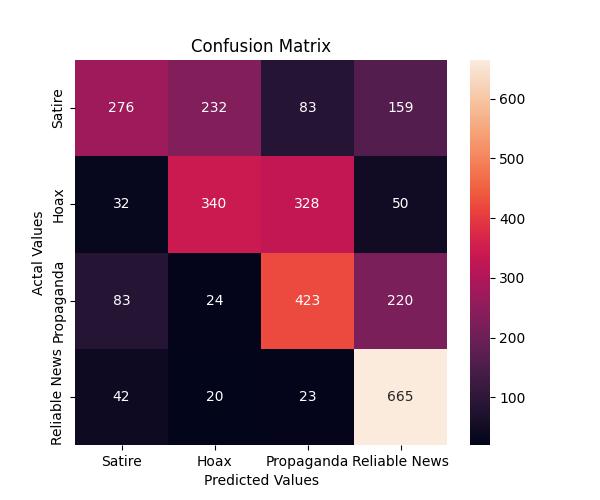 Confusion Matrix
Satire
276 232 83 159
600
Hoax
32 340 328 50
500
400
Actal Values
Propaganda
83 24 423 220
300
200
Reliable News
42 20 23 665
100
Satire Hoax Propaganda Reliable News
Predicted Values